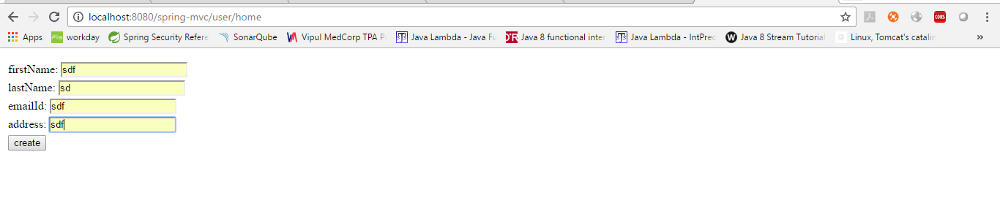 localhost:8080/spring-mvc/user/home
CORS
Apps workday Spring Security Refere SonarQube Vipul MedCorp TPA P Java Lambda - Java Fu Java 8 functional inter Java Lambda - IntPrec W Java 8 Stream Tutorial Linux, Tomcat's catalin »
firstName: sdf
lastName: sd
emailId: sdf
address: sdf
create